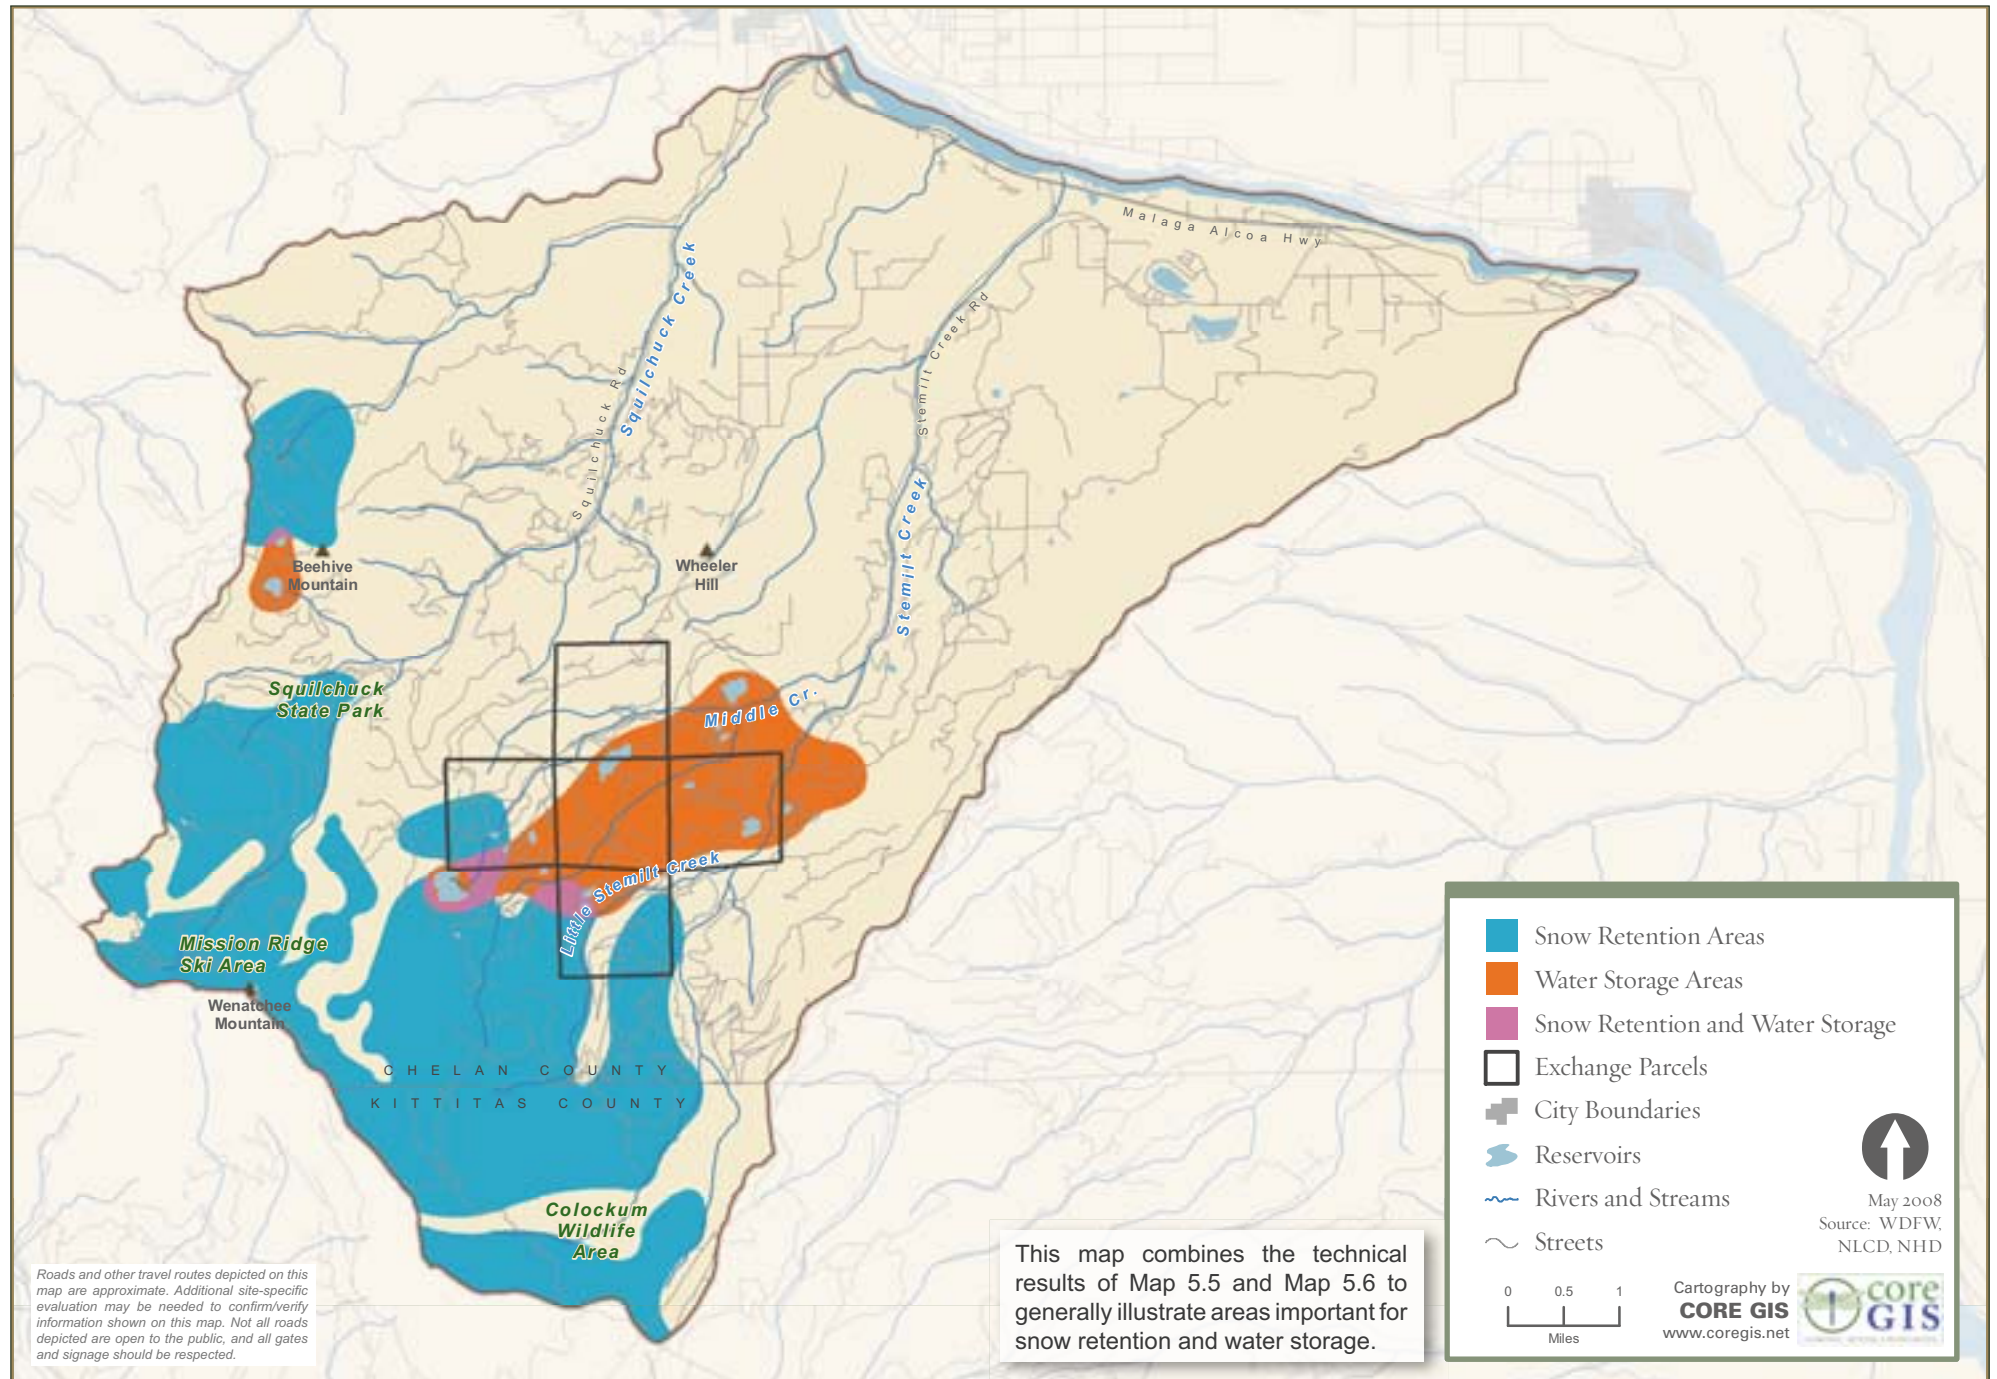 Malaga Alcoa Hwy
Squilchuck Creek
Squilchuck Rd
Stemilt Creek Rd
Stemilt Creek
Beehive
Mountain
Wheeler
Hill
Squilchuck
State Park
Middle Cr.
Little Stemilt Creek
Mission Ridge
Ski Area
Wenatchee
Mountain
CHELAN COUNTY
KITTITAS COUNTY
Colockum
Wildlife
Area
Roads and other travel routes depicted on this
map are approximate. Additional site-specific
evaluation may be needed to confirm/verify
information shown on this map. Not all roads
depicted are open to the public, and all gates
and signage should be respected.
This map combines the technical
results of Map 5.5 and Map 5.6 to
generally illustrate areas important for
snow retention and water storage.
Snow Retention Areas
Water Storage Areas
Snow Retention and Water Storage
Exchange Parcels
City Boundaries
Reservoirs
Rivers and Streams
Streets
May 2008
Source: WDFW,
NLCD, NHD
0 0.5 1
Miles
Cartography by
CORE GIS
www.coregis.net
core
GIS